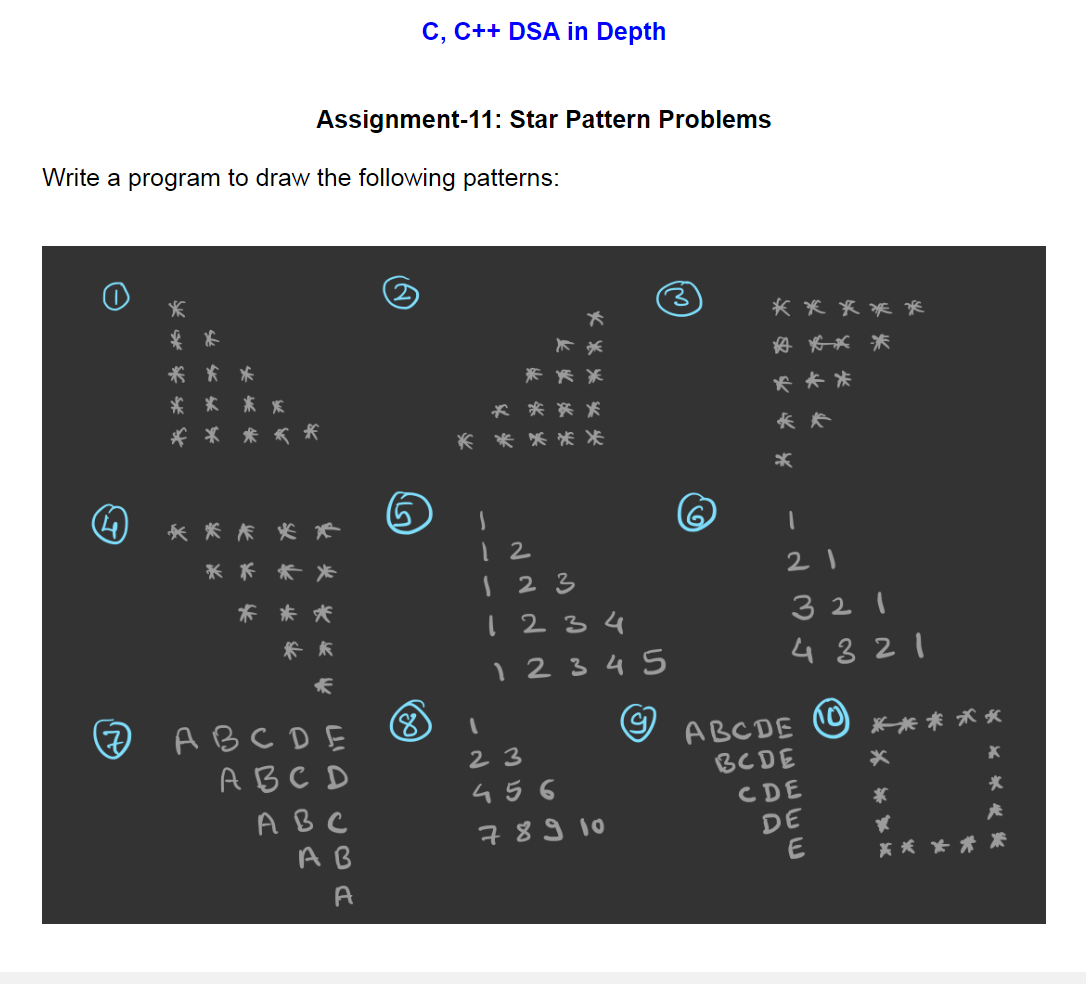 C, C++ DSA in Depth
Assignment-11: Star Pattern Problems
Write a program to draw the following patterns:
1
*
* *
* * *
* * * *
* * * * *
2
*
* *
* * *
* * * *
* * * * *
3
* * * * *
* * * *
* * *
* *
*
4
* * * * *
* * * *
* * *
* *
*
5
1
1 2
1 2 3
1 2 3 4
1 2 3 4 5
6
1
2 1
3 2 1
4 3 2 1
7
A B C D E
A B C D
A B C
A B
A
8
1
2 3
4 5 6
7 8 9 10
9
ABCDE
BCDE
CDE
DE
E
10
* * * * *
* *
* *
* *
* * * * *